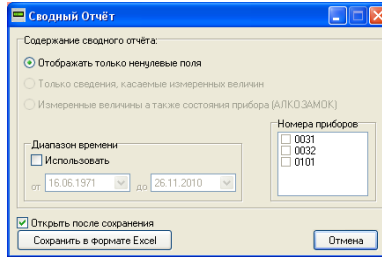 Сводный Отчёт
Содержание сводного отчёта:
Отображать только ненулевые поля
Только сведения, касаемые измеренных величин
Измеренные величины а также состояния прибора (АЛКОЗАМОК)
Номера приборов
0031
0032
0101
Диапазон времени
Использовать
от 16.06.1971 до 26.11.2010
Открыть после сохранения
Сохранить в формате Excel
Отмена